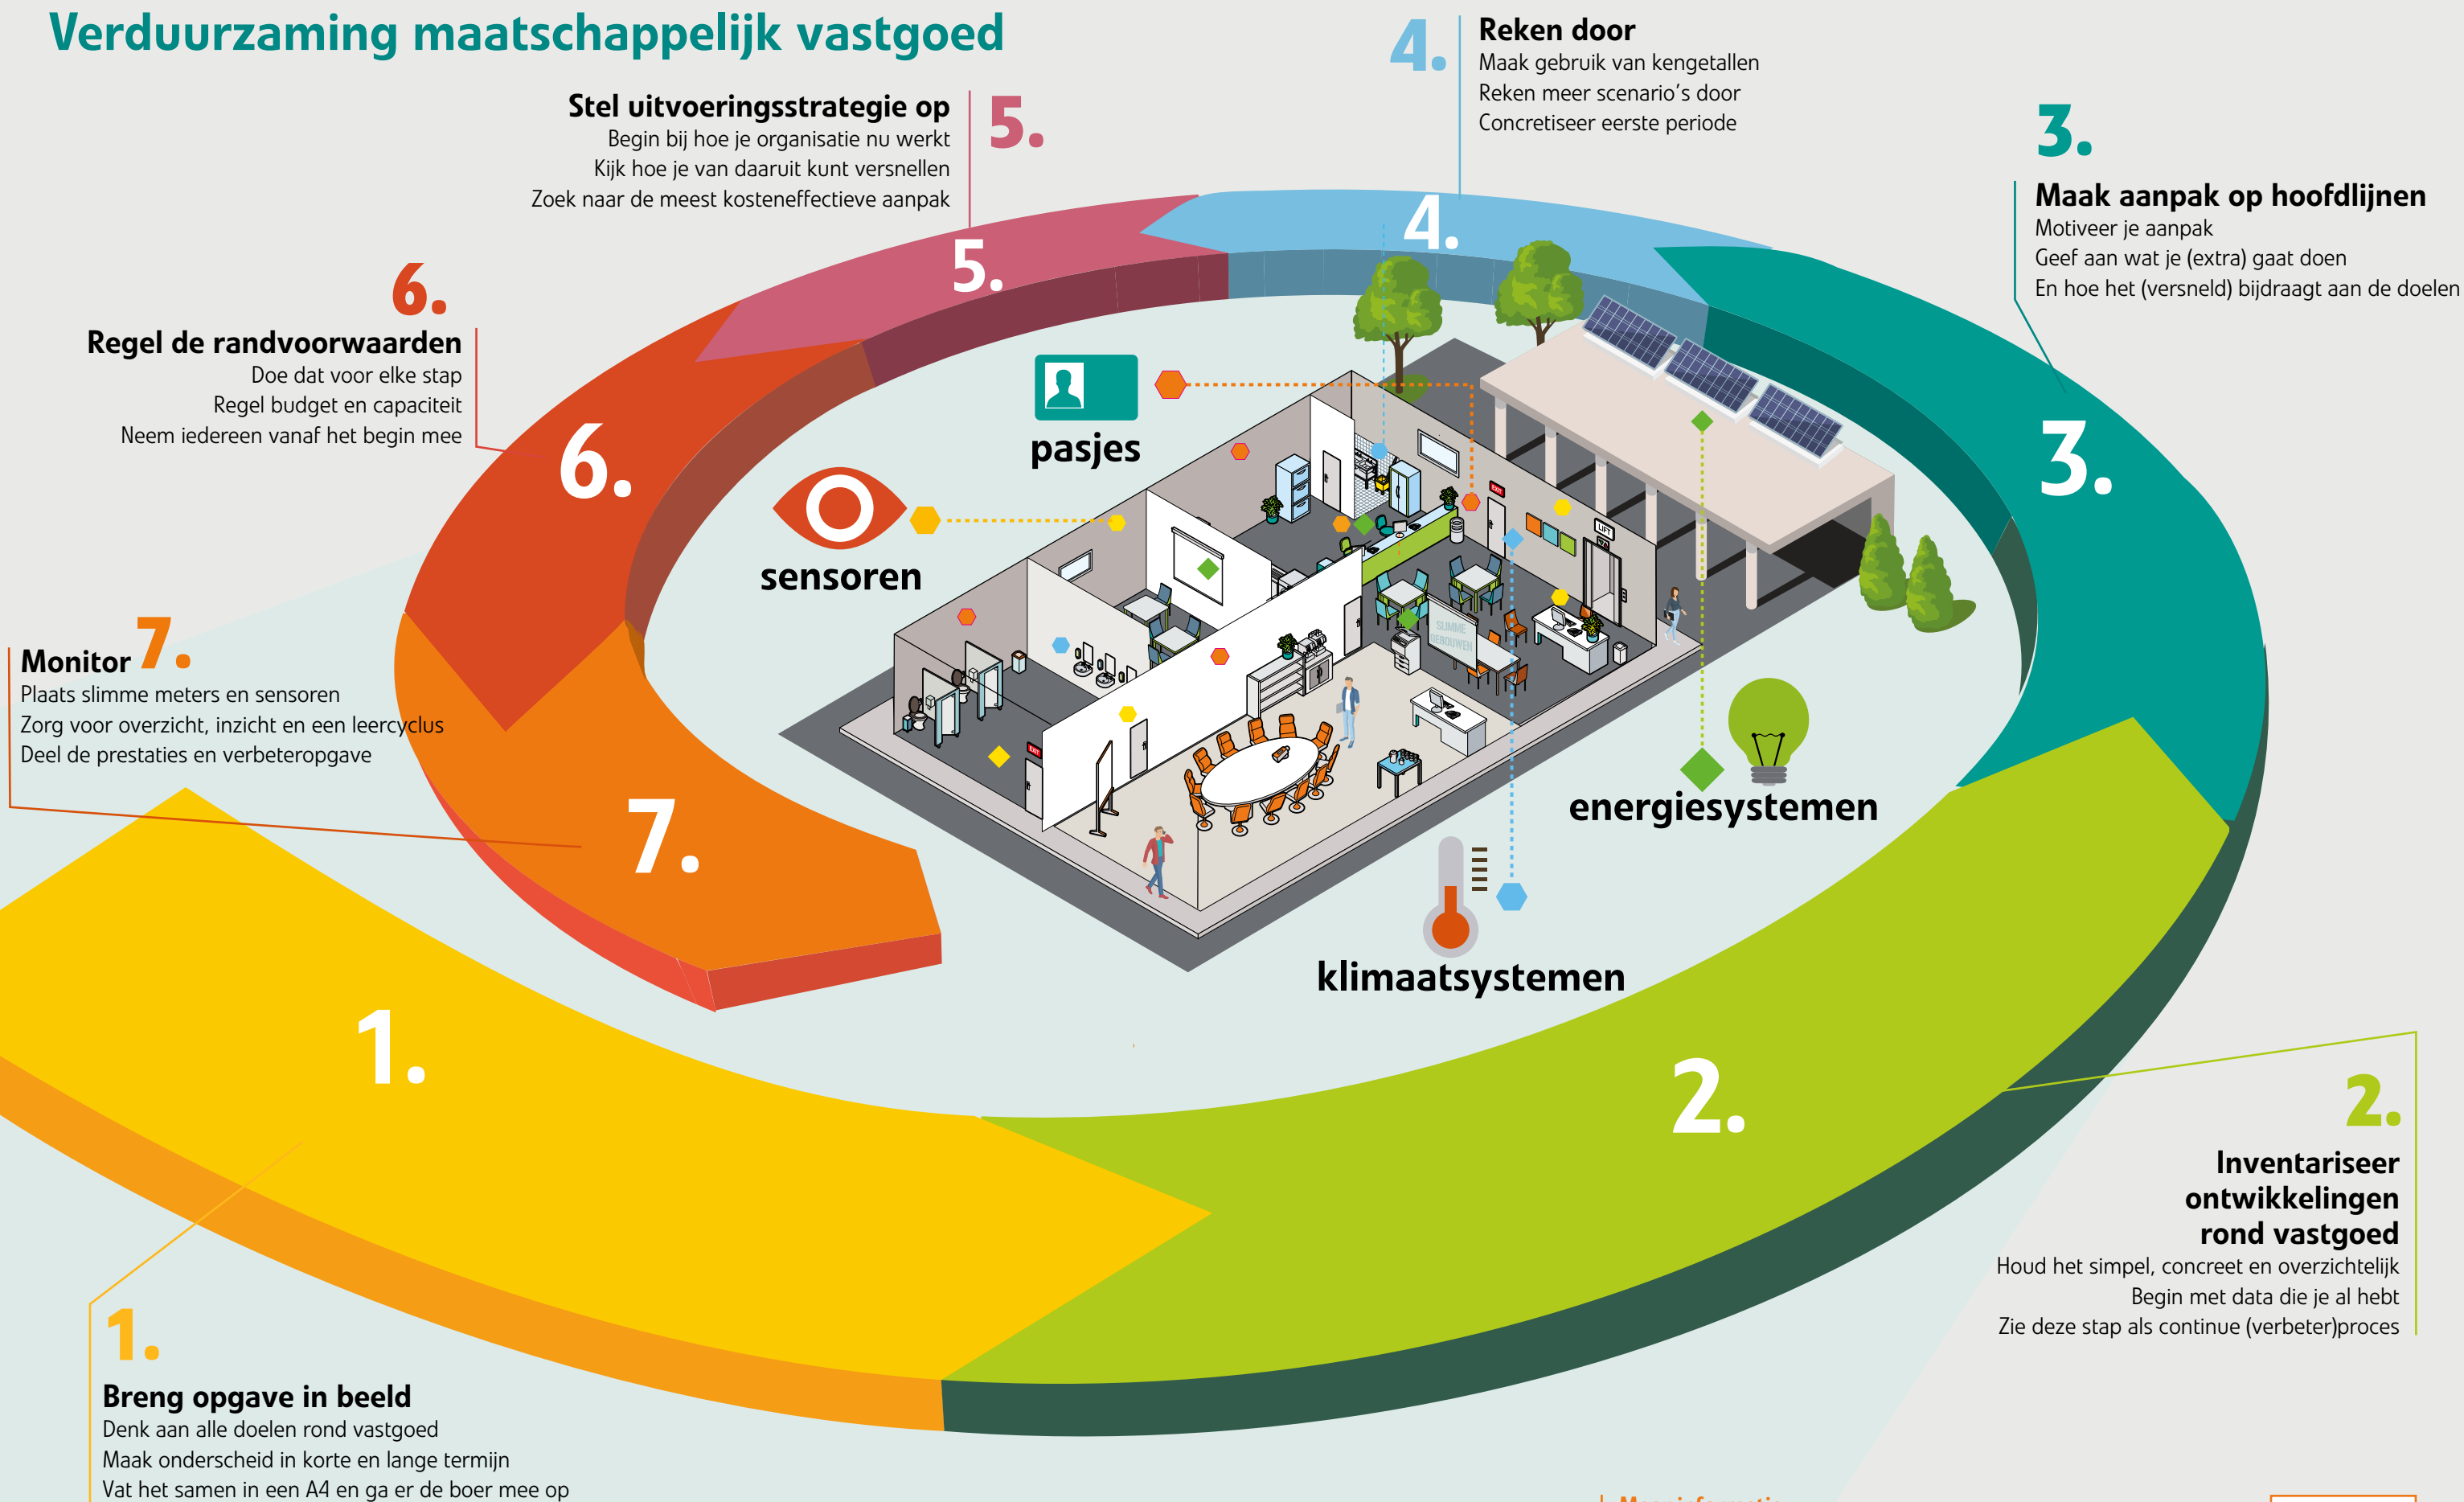 Verduurzaming maatschappelijk vastgoed
4.
Reken door
Maak gebruik van kengetallen
Reken meer scenario's door
Concretiseer eerste periode
Stel uitvoeringsstrategie op
5.
Begin bij hoe je organisatie nu werkt
Kijk hoe je van daaruit kunt versnellen
Zoek naar de meest kosteneffectieve aanpak
3.
Maak aanpak op hoofdlijnen
Motiveer je aanpak
Geef aan wat je (extra) gaat doen
En hoe het (versneld) bijdraagt aan de doelen
4.
5.
6.
Regel de randvoorwaarden
Doe dat voor elke stap
Regel budget en capaciteit
Neem iedereen vanaf het begin mee
6.
3.
pasjes
sensoren
EXIT
LIFT
SLIMME
GEBOUWEN
EXIT
Monitor 7.
Plaats slimme meters en sensoren
Zorg voor overzicht, inzicht en een leercyclus
Deel de prestaties en verbeteropgave
7.
energiesystemen
klimaatsystemen
1.
2.
2.
Inventariseer
ontwikkelingen
rond vastgoed
Houd het simpel, concreet en overzichtelijk
Begin met data die je al hebt
Zie deze stap als continue (verbeter)proces
1.
Breng opgave in beeld
Denk aan alle doelen rond vastgoed
Maak onderscheid in korte en lange termijn
Vat het samen in een A4 en ga er de boer mee op